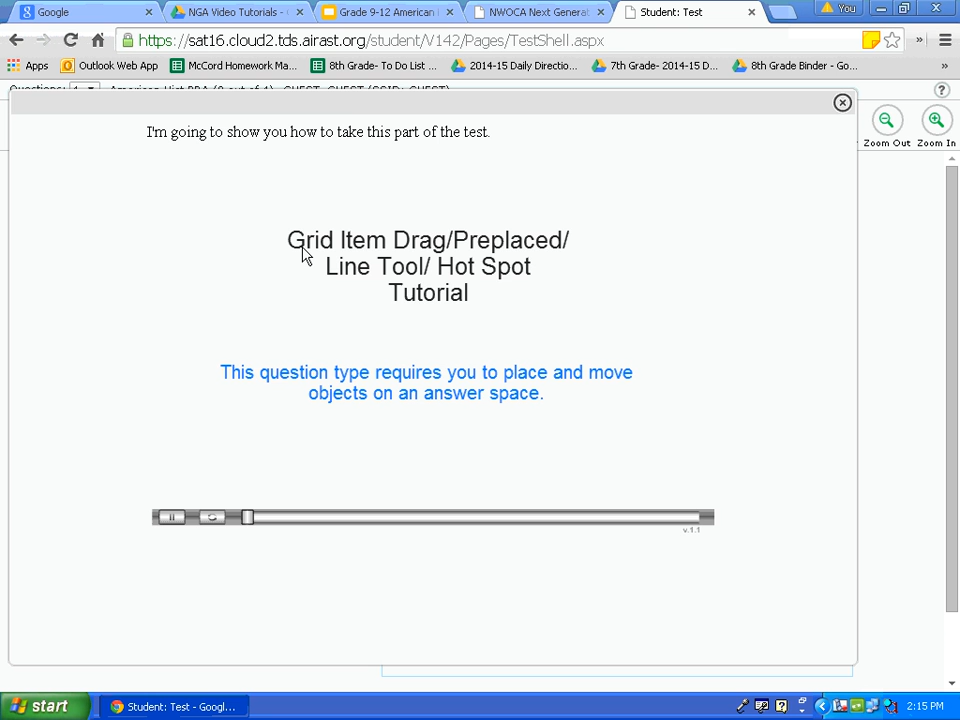 Google
NGA Video Tutorials -
Grade 9-12 American
NWOCA Next Generat
Student: Test
You
https://sat16.cloud2.tds.airast.org/student/V142/Pages/TestShell.aspx
Apps
Outlook Web App
McCord Homework Ma...
8th Grade- To Do List ...
2014-15 Daily Directio...
7th Grade- 2014-15 D...
8th Grade Binder - Go...
»
I'm going to show you how to take this part of the test.
Zoom Out
Zoom In
Grid Item Drag/Preplaced/
Line Tool/ Hot Spot
Tutorial
This question type requires you to place and move
objects on an answer space.
v.1.1
start
Student: Test - Googl...
2:15 PM